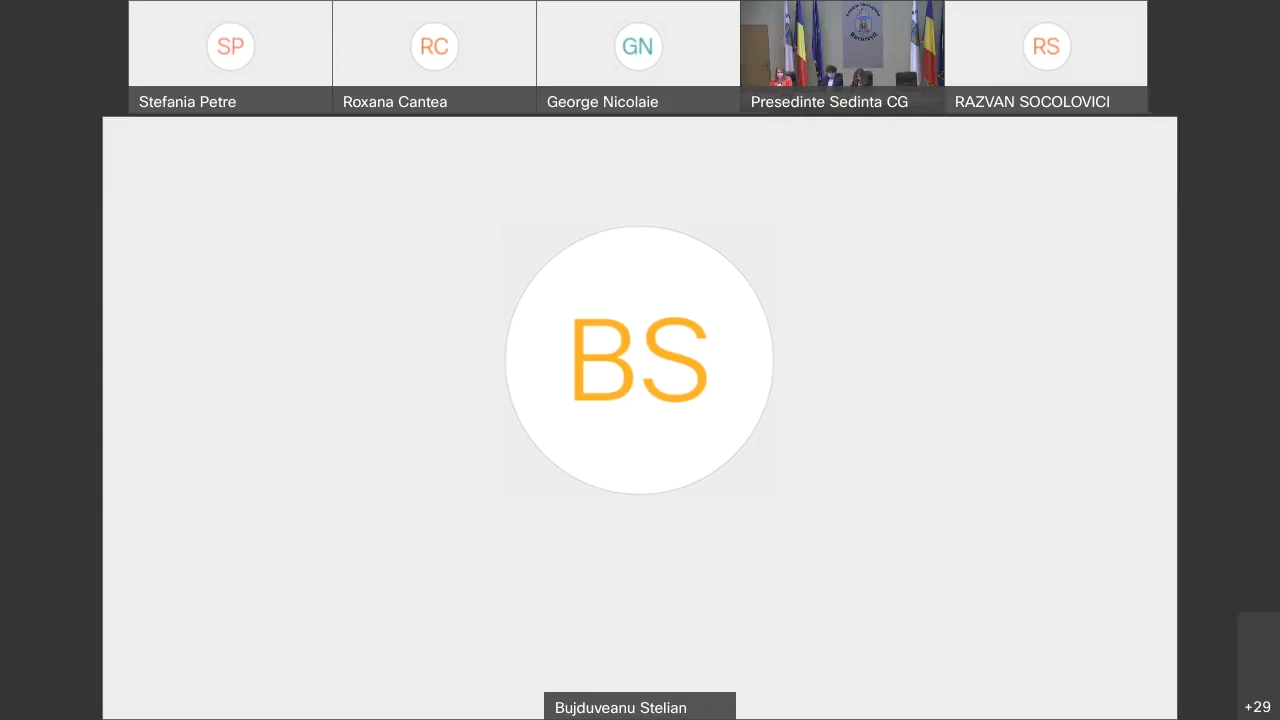 SP
RC
GN
RS
Stefania Petre
Roxana Cantea
George Nicolaie
Presedinte Sedinta CG
RAZVAN SOCOLOVICI
BS
Bujduveanu Stelian
+29